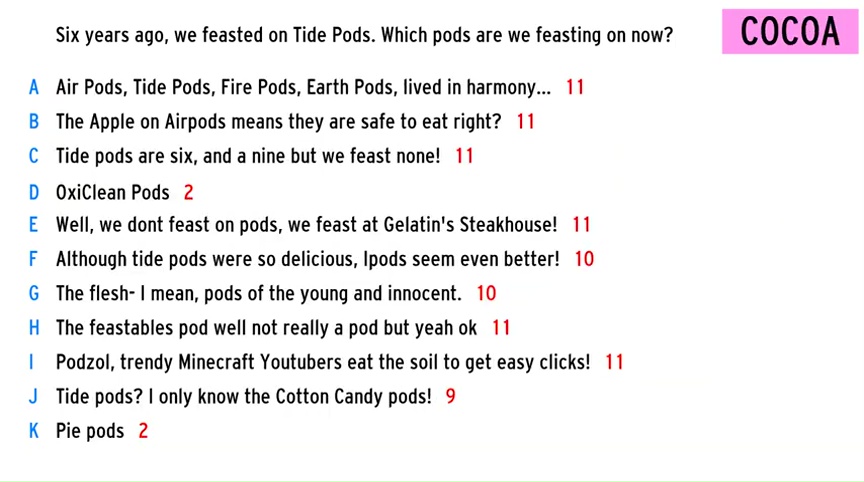 Six years ago, we feasted on Tide Pods. Which pods are we feasting on now?
COCOA
A Air Pods, Tide Pods, Fire Pods, Earth Pods, lived in harmony... 11
B The Apple on Airpods means they are safe to eat right? 11
C Tide pods are six, and a nine but we feast none! 11
D OxiClean Pods 2
E Well, we dont feast on pods, we feast at Gelatin's Steakhouse! 11
F Although tide pods were so delicious, Ipods seem even better! 10
G The flesh- I mean, pods of the young and innocent. 10
H The feastables pod well not really a pod but yeah ok 11
I Podzol, trendy Minecraft Youtubers eat the soil to get easy clicks! 11
J Tide pods? I only know the Cotton Candy pods! 9
K Pie pods 2